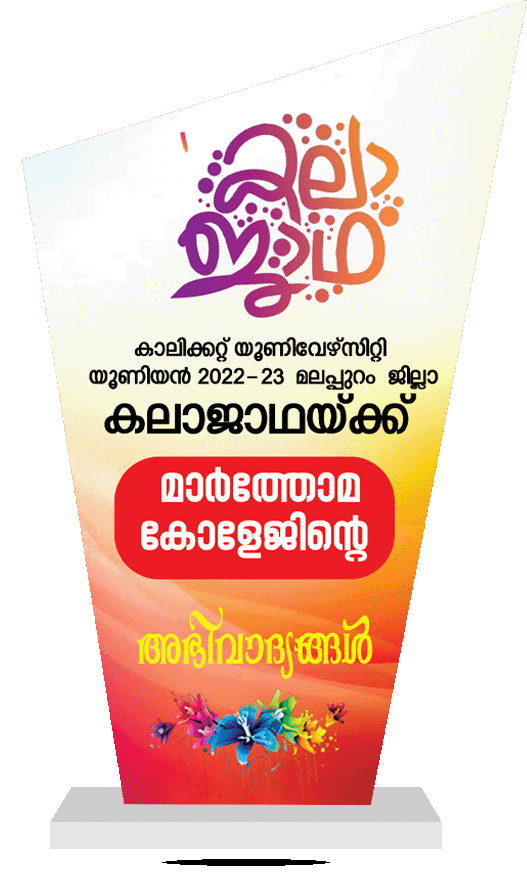 കലാ
ജാഥ
കാലിക്കറ്റ് യൂണിവേഴ്സിറ്റി
യൂണിയൻ 2022-23 മലപ്പുറം ജില്ലാ
കലാജാഥയ്ക്ക്
മാർത്തോമ
കോളേജിന്റെ
അഭിവാദ്യങ്ങൾ